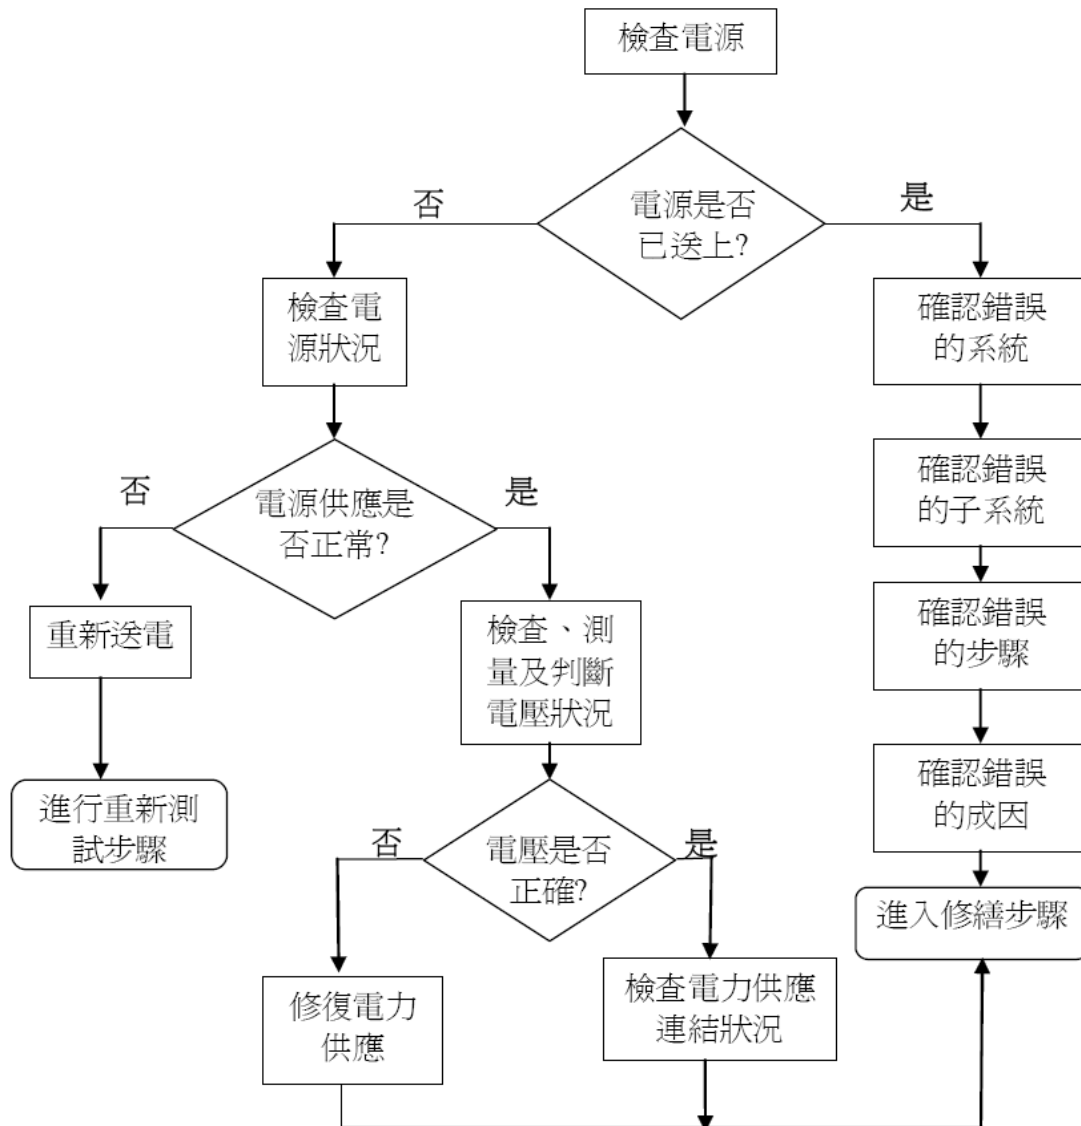 檢查電源
電源是否
已送上?
否
是
檢查電
源狀況
確認錯誤
的系統
電源供應是
否正常?
否
是
確認錯誤
的子系統
重新送電
檢查、測
量及判斷
電壓狀況
確認錯誤
的步驟
進行重新測
試步驟
電壓是否
正確?
否
是
確認錯誤
的成因
進入修繕步驟
修復電力
供應
檢查電力供應
連結狀況